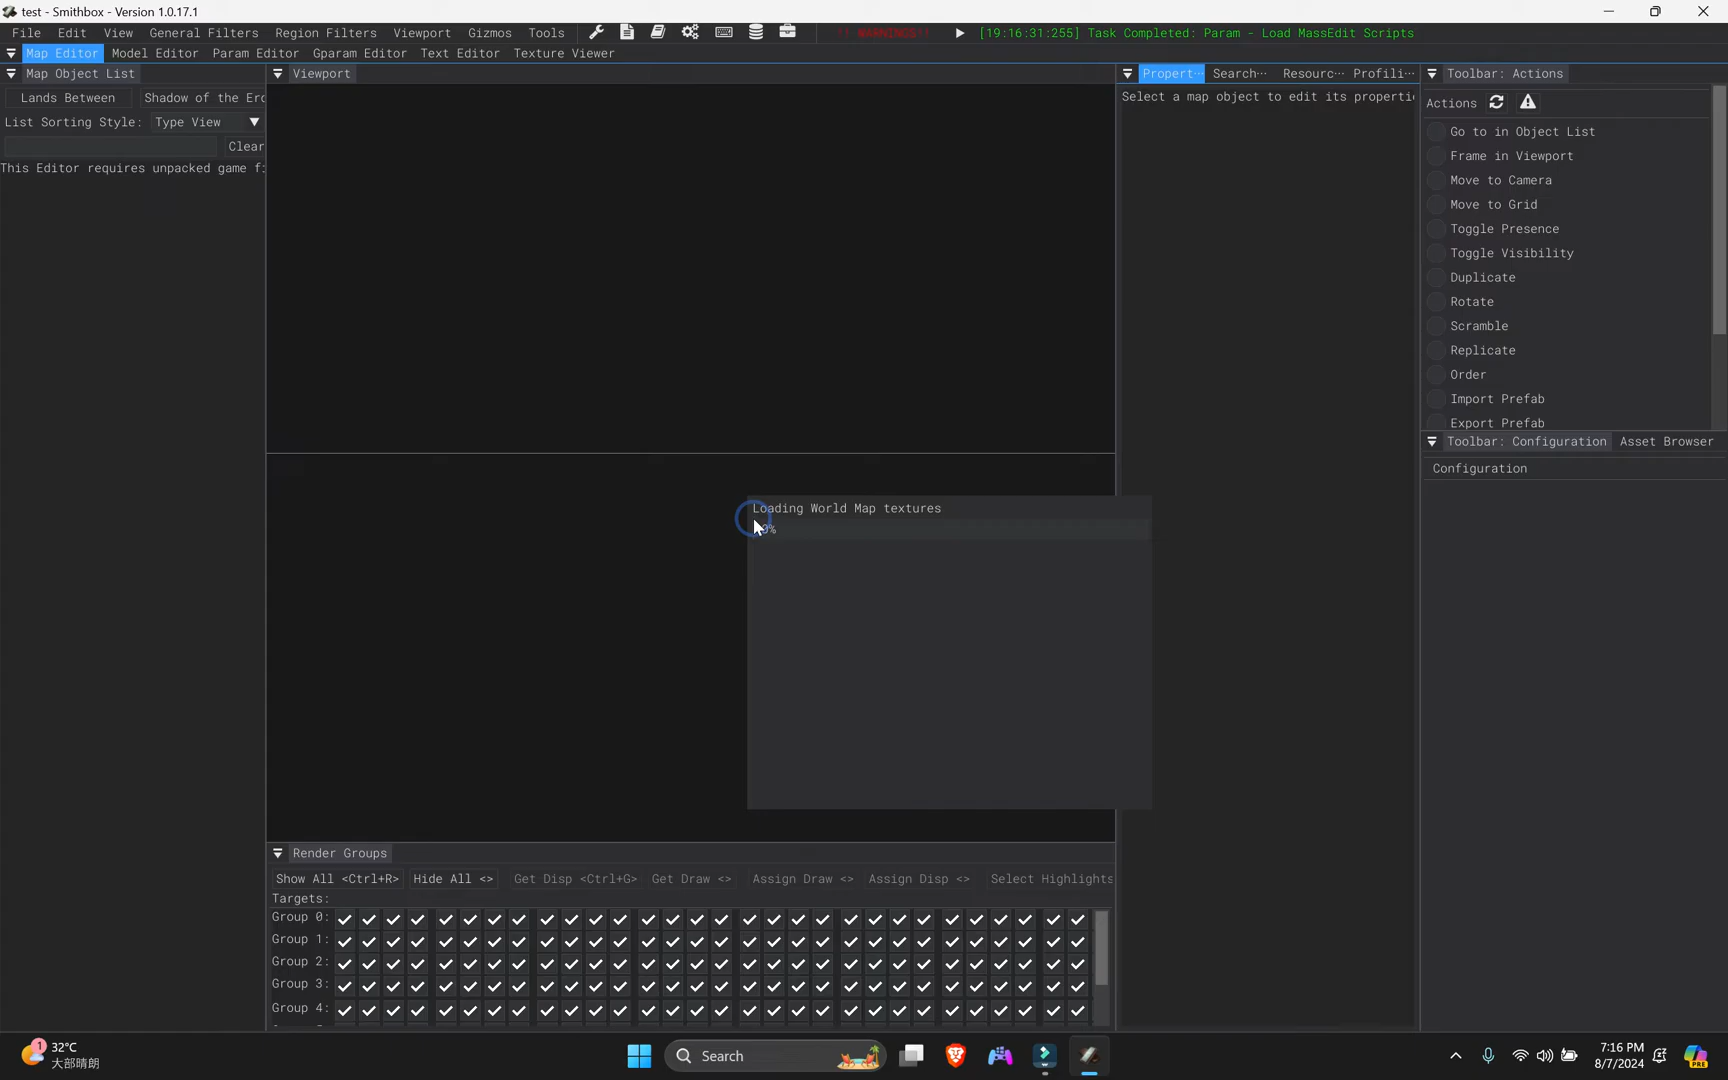 test - Smithbox - Version 1.0.17.1
File Edit View General Filters Region Filters Viewport Gizmos Tools !! WARNINGS!! [19:16:31:255] Task Completed: Param - Load MassEdit Scripts
Map Editor Model Editor Param Editor Gparam Editor Text Editor Texture Viewer
Map Object List
Lands Between Shadow of the Erd
List Sorting Style: Type View
Clear
This Editor requires unpacked game fi
Viewport
Loading World Map textures
Render Groups
Show All <Ctrl+R> Hide All <> Get Disp <Ctrl+G> Get Draw <> Assign Draw <> Assign Disp <> Select Highlights
Targets:
Group 0:
Group 1:
Group 2:
Group 3:
Group 4:
Propert··· Search··· Resourc··· Profili···
Select a map object to edit its properti
Toolbar: Actions
Actions
Go to in Object List
Frame in Viewport
Move to Camera
Move to Grid
Toggle Presence
Toggle Visibility
Duplicate
Rotate
Scramble
Replicate
Order
Import Prefab
Export Prefab
Toolbar: Configuration Asset Browser
Configuration
1
32°C
大部晴朗
Search
7:16 PM
8/7/2024
PRE